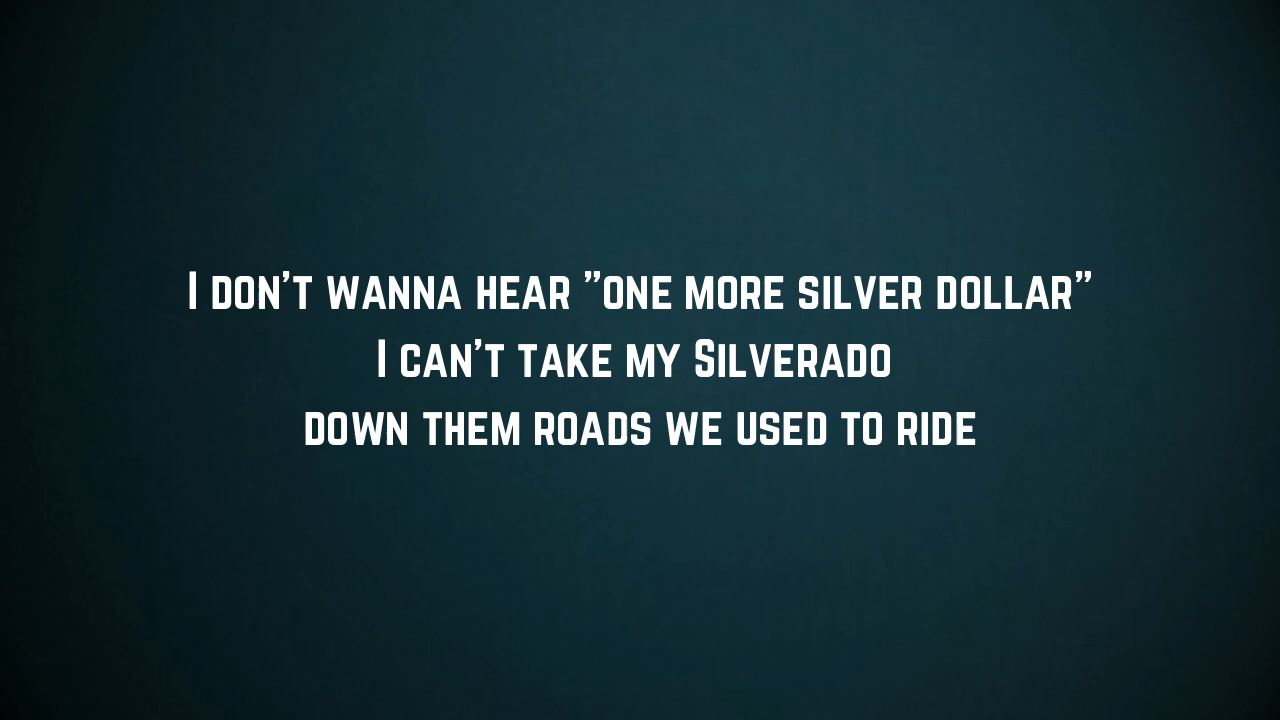 I DON'T WANNA HEAR "ONE MORE SILVER DOLLAR"
I CAN'T TAKE MY SILVERADO
DOWN THEM ROADS WE USED TO RIDE